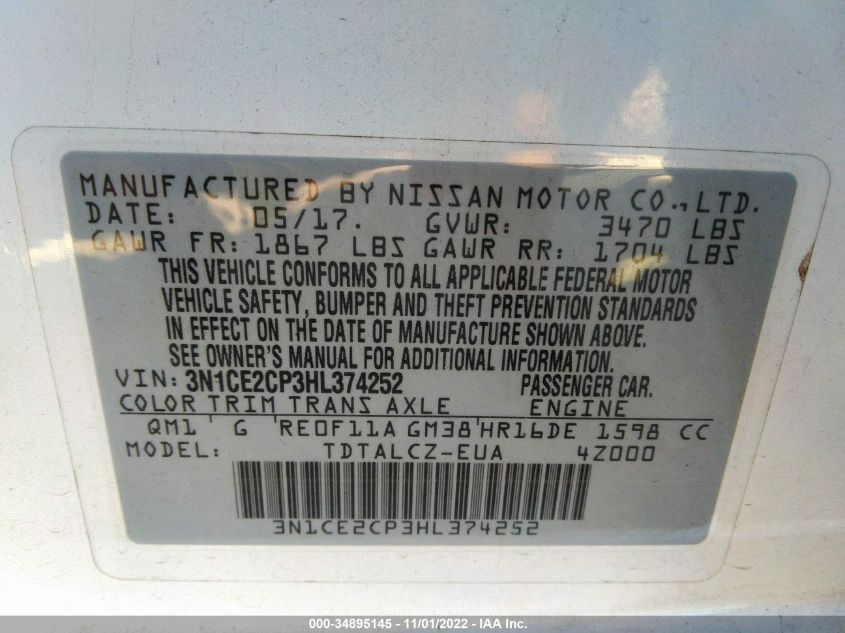 MANUFACTURED BY NISSAN MOTOR CO., LTD.
DATE: 05/17. GVWR: 3470 LBS
GAWR FR: 1867 LBS GAWR RR: 1704 LBS
THIS VEHICLE CONFORMS TO ALL APPLICABLE FEDERAL MOTOR
VEHICLE SAFETY, BUMPER AND THEFT PREVENTION STANDARDS
IN EFFECT ON THE DATE OF MANUFACTURE SHOWN ABOVE.
SEE OWNER'S MANUAL FOR ADDITIONAL INFORMATION.
VIN: 3N1CE2CP3HL374252 PASSENGER CAR.
COLOR TRIM TRANS AXLE ENGINE
QM1 G RE0F11A GM38 HR16DE 1598 CC
MODEL: TDTALCZ-EUA 4Z000
3N1CE2CP3HL374252
000-34895145 - 11/01/2022 - IAA Inc.